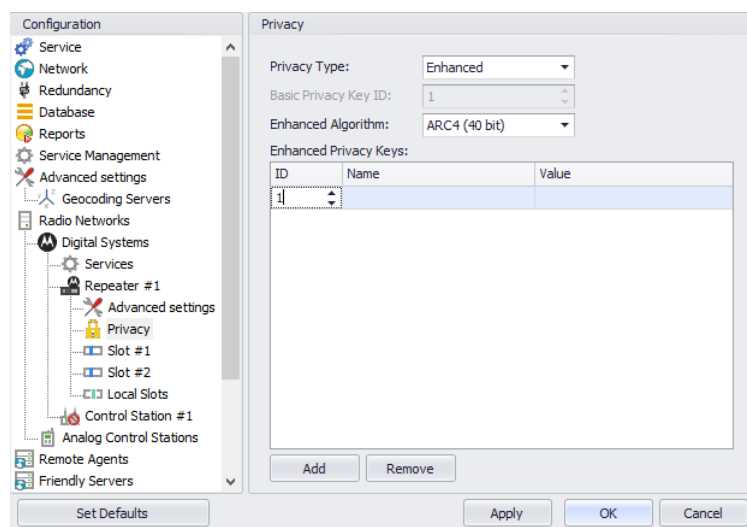 Configuration
Service
Network
Redundancy
Database
Reports
Service Management
Advanced settings
Geocoding Servers
Radio Networks
Digital Systems
Services
Repeater #1
Advanced settings
Privacy
Slot #1
Slot #2
Local Slots
Control Station #1
Analog Control Stations
Remote Agents
Friendly Servers
Set Defaults
Privacy
Privacy Type: Enhanced
Basic Privacy Key ID: 1
Enhanced Algorithm: ARC4 (40 bit)
Enhanced Privacy Keys:
ID Name Value
1
Add Remove
Apply OK Cancel